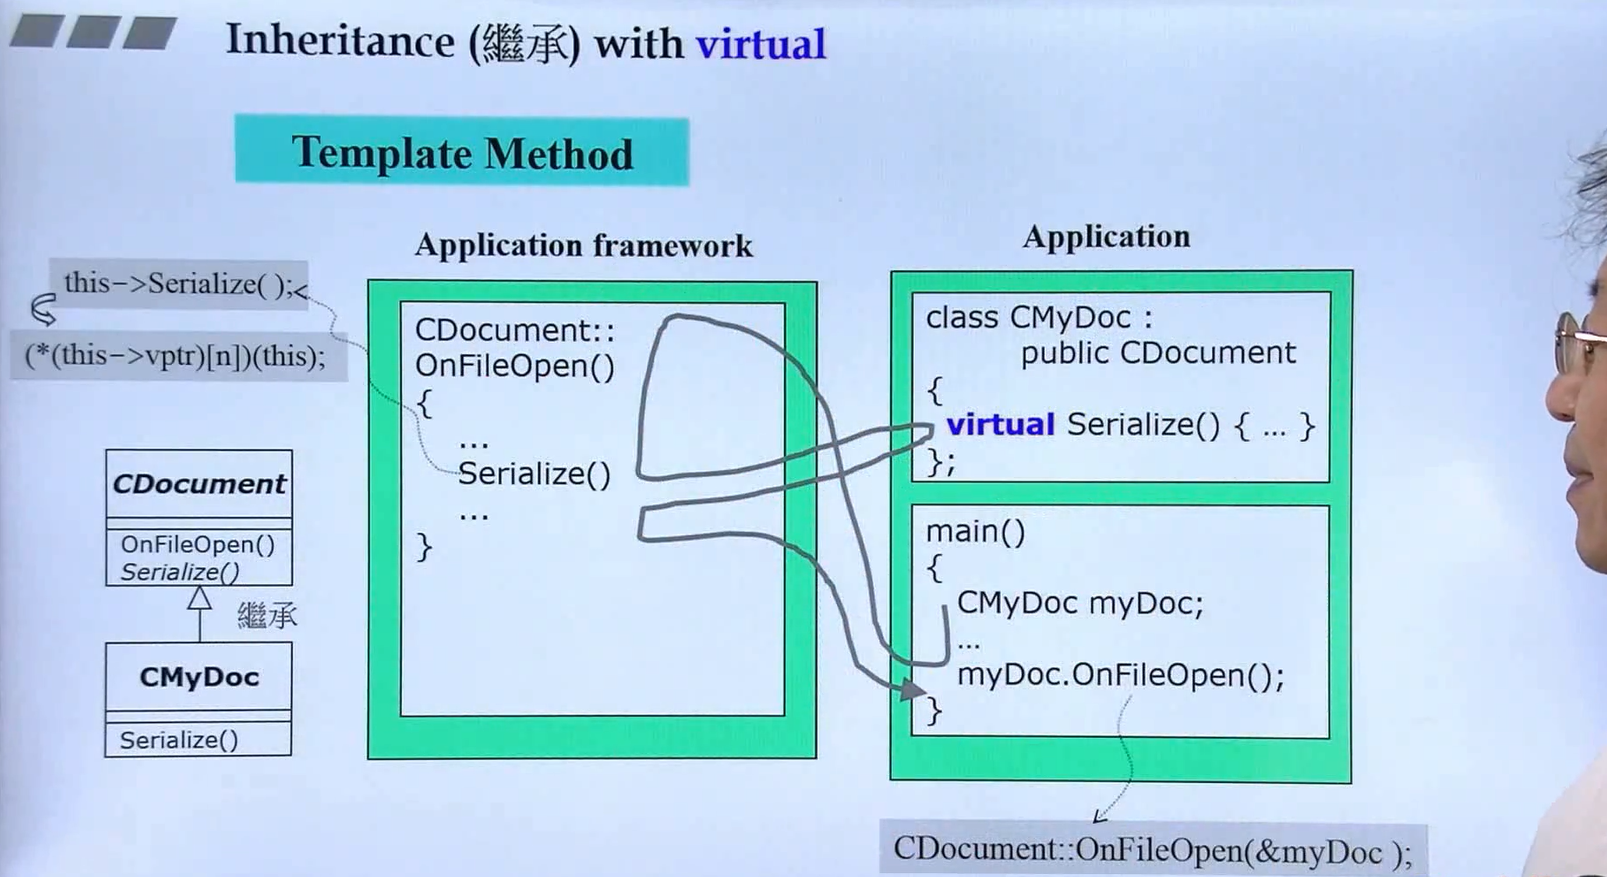 Inheritance (繼承) with virtual
Template Method
Application framework
Application
this->Serialize( );
(*(this->vptr)[n])(this);
CDocument
OnFileOpen()
Serialize()
繼承
CMyDoc
Serialize()
CDocument::
OnFileOpen()
{
...
Serialize()
...
}
class CMyDoc :
public CDocument
{
virtual Serialize() { ... }
};
main()
{
CMyDoc myDoc;
...
myDoc.OnFileOpen();
}
CDocument::OnFileOpen(&myDoc );